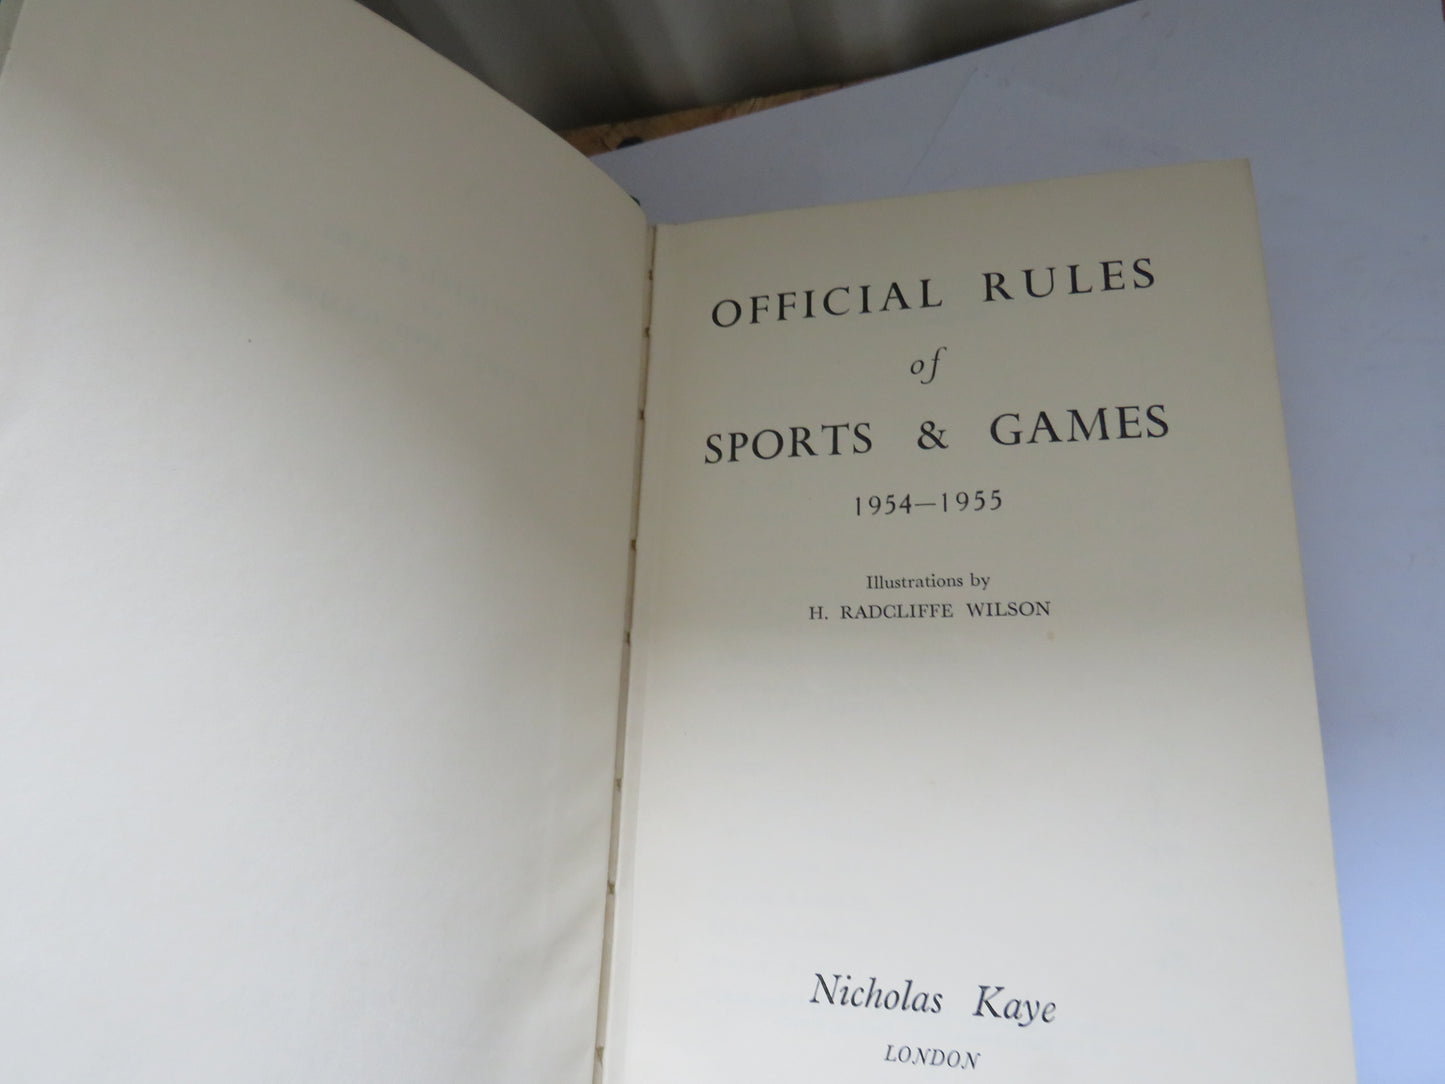 OFFICIAL RULES
of
SPORTS & GAMES
1954—1955
Illustrations by
H. RADCLIFFE WILSON
Nicholas Kaye
LONDON